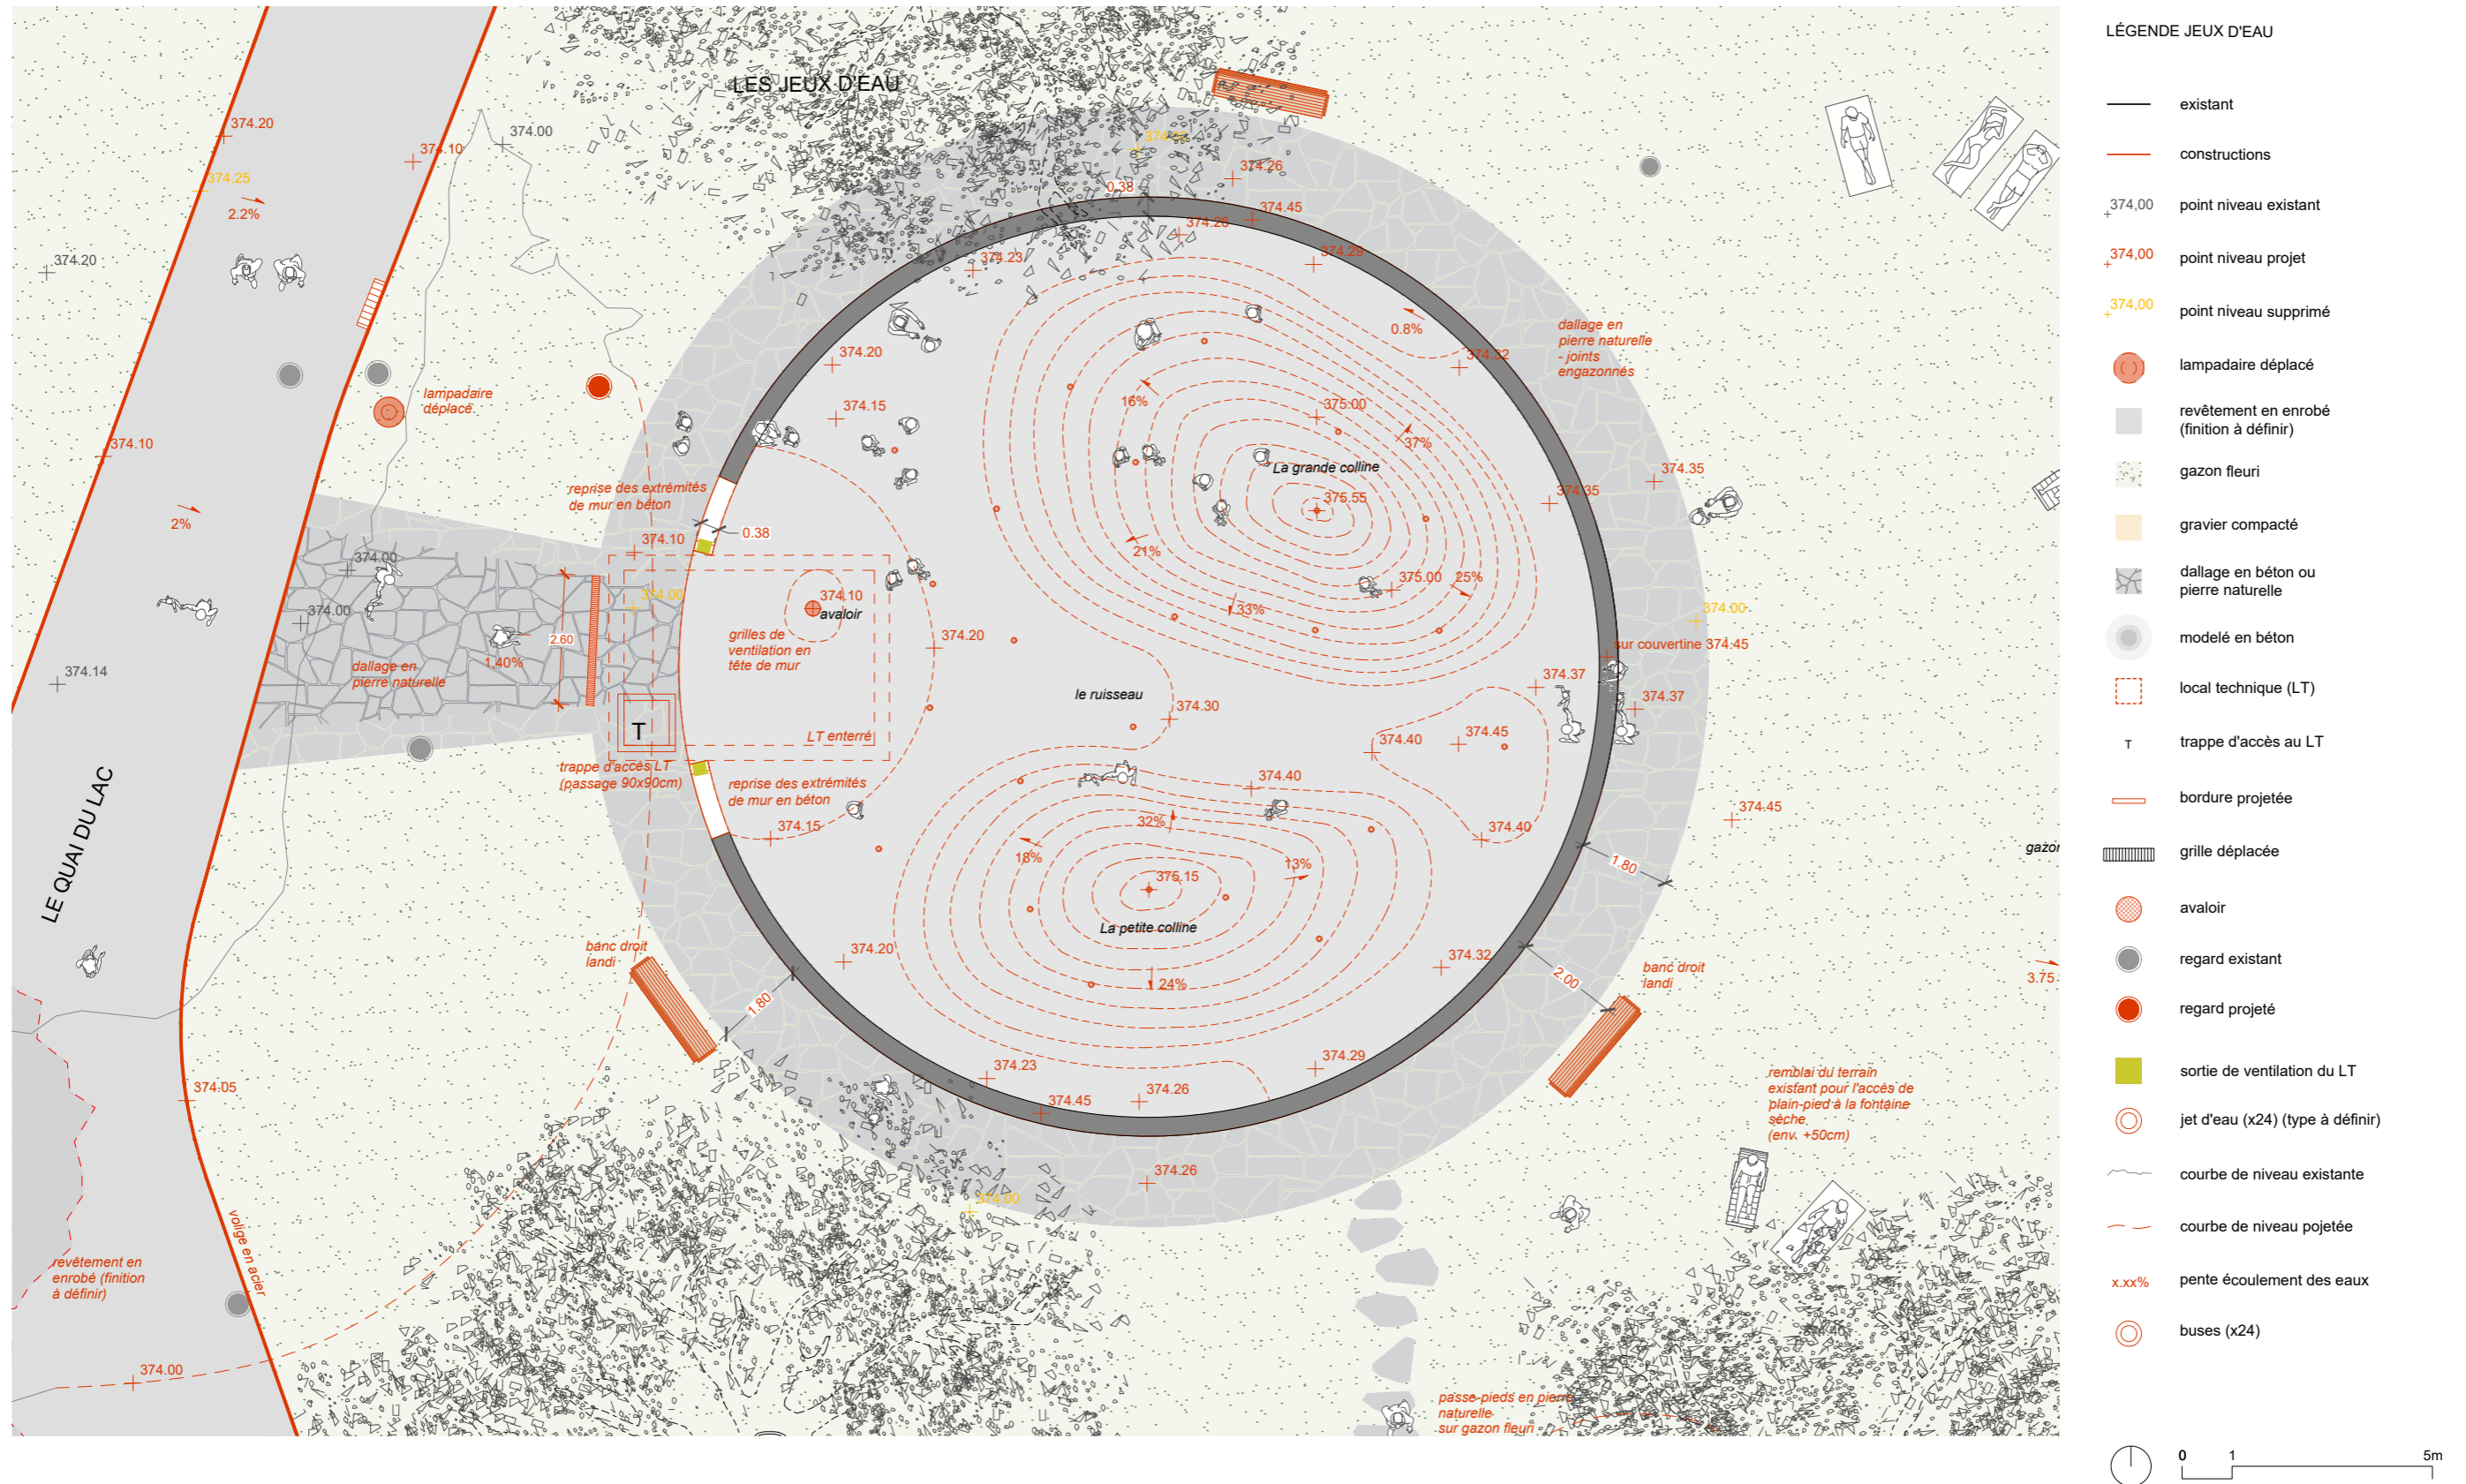 LES JEUX D'EAU
374.20
374.10
374.00
374.25
2.2%
374.20
0.38
374.26
374.45
374.26
374.29
374.23
374.20
374.15
0.8%
374.32
dallage en
pierre naturelle
- joints
engazonnés
lampadaire
déplacé
374.10
2%
16%
375.00
37%
La grande colline
375.55
374.35
374.35
reprise des extrémités
de mur en béton
0.38
374.10
21%
375.00
25%
33%
374.00
374.00
374.00
374.10
avaloir
374.00
2.60
1.40%
dallage en
pierre naturelle
grilles de
ventilation en
tête de mur
374.20
sur couvertine 374.45
374.14
374.37
374.37
le ruisseau
374.30
T
LT enterré
374.40
374.45
trappe d'accès LT
(passage 90x90cm)
reprise des extrémités
de mur en béton
374.40
374.45
374.15
32%
374.40
LE QUAI DU LAC
18%
13%
1.80
gazon
375.15
La petite colline
banc droit
landi
374.20
374.32
2.00
banc droit
landi
3.75
24%
1.80
374.23
374.29
374.26
374.45
374.05
remblai du terrain
existant pour l'accès de
plain-pied à la fontaine
sèche
(env. +50cm)
374.26
374.00
volige en acier
revêtement en
enrobé (finition
à définir)
374.00
passe-pieds en pierre
naturelle
sur gazon fleuri
LÉGENDE JEUX D'EAU
existant
constructions
374,00 point niveau existant
374,00 point niveau projet
374,00 point niveau supprimé
lampadaire déplacé
revêtement en enrobé
(finition à définir)
gazon fleuri
gravier compacté
dallage en béton ou
pierre naturelle
modelé en béton
local technique (LT)
T trappe d'accès au LT
bordure projetée
grille déplacée
avaloir
regard existant
regard projeté
sortie de ventilation du LT
jet d'eau (x24) (type à définir)
courbe de niveau existante
courbe de niveau pojetée
x.xx% pente écoulement des eaux
buses (x24)
0 1 5m